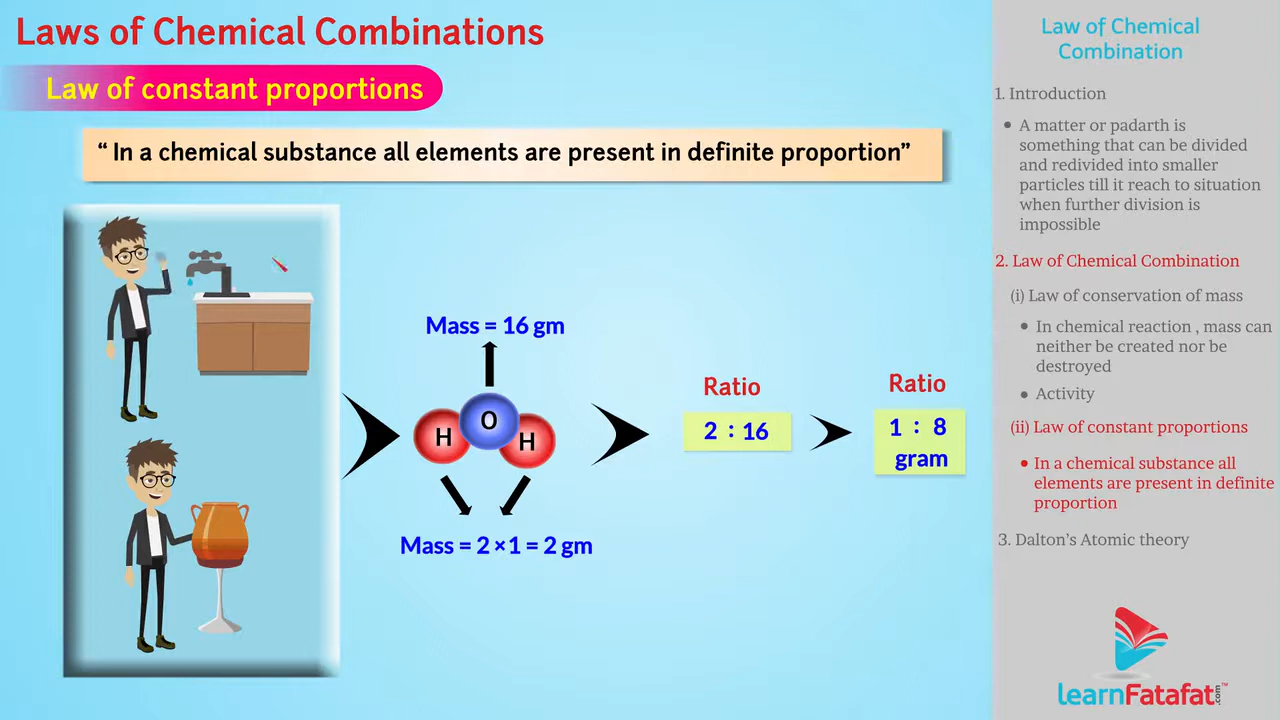 Laws of Chemical Combinations
Law of constant proportions
“ In a chemical substance all elements are present in definite proportion”
Mass = 16 gm
H
O
H
Mass = 2 ×1 = 2 gm
Ratio
2 : 16
Ratio
1 : 8
gram
Law of Chemical
Combination
1. Introduction
• A matter or padarth is
something that can be divided
and redivided into smaller
particles till it reach to situation
when further division is
impossible
2. Law of Chemical Combination
(i) Law of conservation of mass
• In chemical reaction , mass can
neither be created nor be
destroyed
• Activity
(ii) Law of constant proportions
• In a chemical substance all
elements are present in definite
proportion
3. Dalton’s Atomic theory
learnFatafat.com™